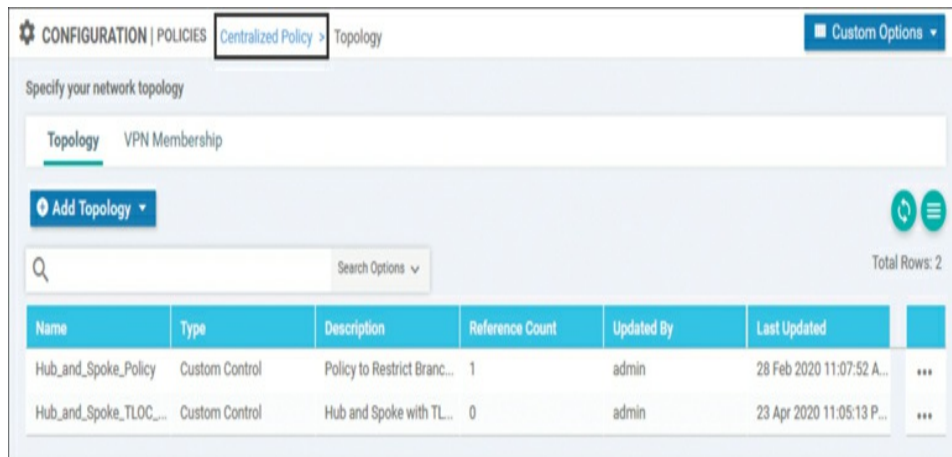 CONFIGURATION | POLICIES Centralized Policy > Topology
Custom Options
Specify your network topology
Topology VPN Membership
Add Topology
Search Options
Total Rows: 2
Name Type Description Reference Count Updated By Last Updated
Hub_and_Spoke_Policy Custom Control Policy to Restrict Branc... 1 admin 28 Feb 2020 11:07:52 A... •••
Hub_and_Spoke_TLOC_... Custom Control Hub and Spoke with TL... 0 admin 23 Apr 2020 11:05:13 P... •••